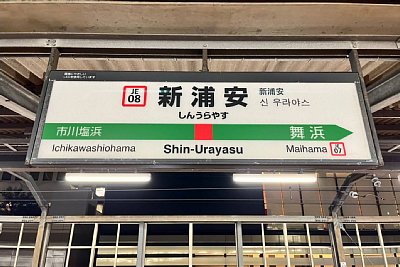 JE
08
新浦安
しんうらやす
新浦安
신 우라야스
市川塩浜
舞浜
Ichikawashiohama
Shin-Urayasu
Maihama
JE
07